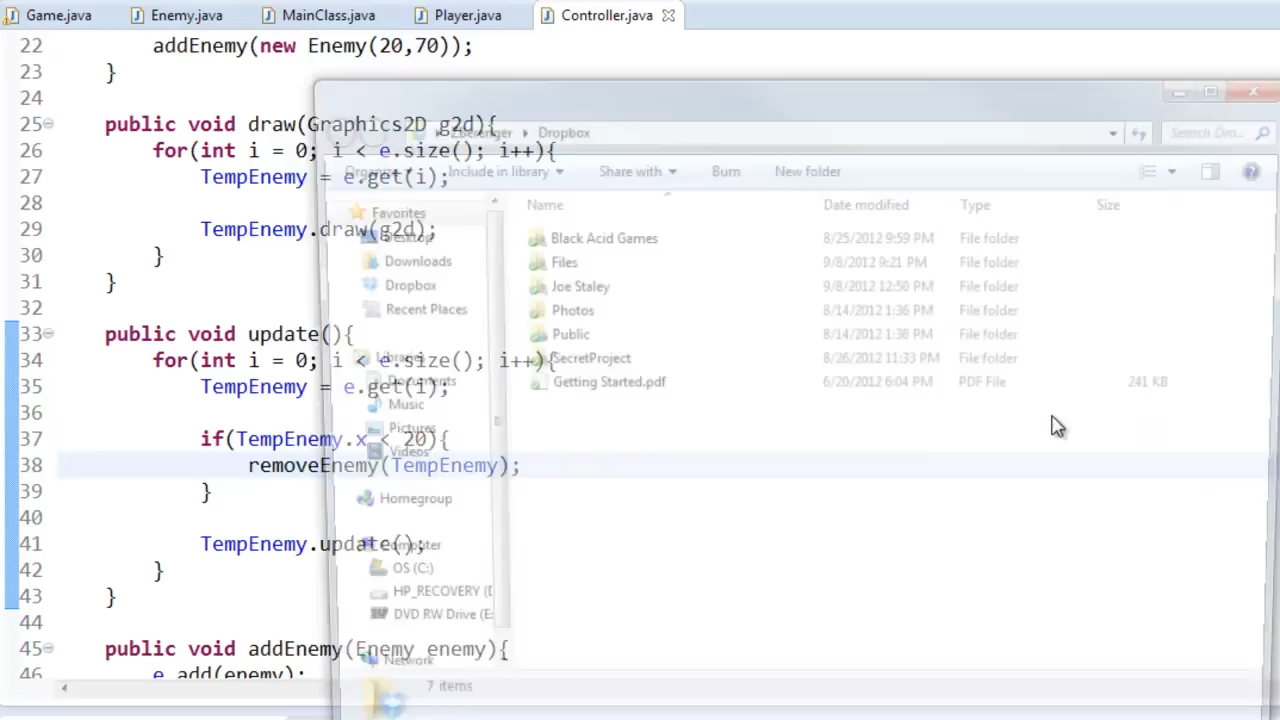 Game.java
Enemy.java
MainClass.java
Player.java
Controller.java
22 addEnemy(new Enemy(20,70));
23 }
24
25 public void draw(Graphics2D g2d){
26 for(int i = 0; i < e.size(); i++){
27 TempEnemy = e.get(i);
28
29 TempEnemy.draw(g2d);
30 }
31 }
32
33 public void update(){
34 for(int i = 0; i < e.size(); i++){
35 TempEnemy = e.get(i);
36
37 if(TempEnemy.x < 20){
38 removeEnemy(TempEnemy);
39 }
40
41 TempEnemy.update();
42 }
43 }
44
45 public void addEnemy(Enemy enemy){
46 e.add(enemy);
Dropbox
Search Dro...
Include in library
Share with
Burn
New folder
Name Date modified Type Size
Black Acid Games 8/25/2012 9:59 PM File folder
Files 9/8/2012 9:21 PM File folder
Joe Staley 9/8/2012 12:50 PM File folder
Photos 8/14/2012 1:36 PM File folder
Public 8/14/2012 1:36 PM File folder
SecretProject 8/26/2012 11:33 PM File folder
Getting Started.pdf 6/20/2012 6:04 PM PDF File 241 KB
Favorites
Desktop
Downloads
Dropbox
Recent Places
Libraries
Documents
Music
Pictures
Videos
Homegroup
Computer
OS (C:)
HP_RECOVERY (D
DVD RW Drive (E:
Network
7 items